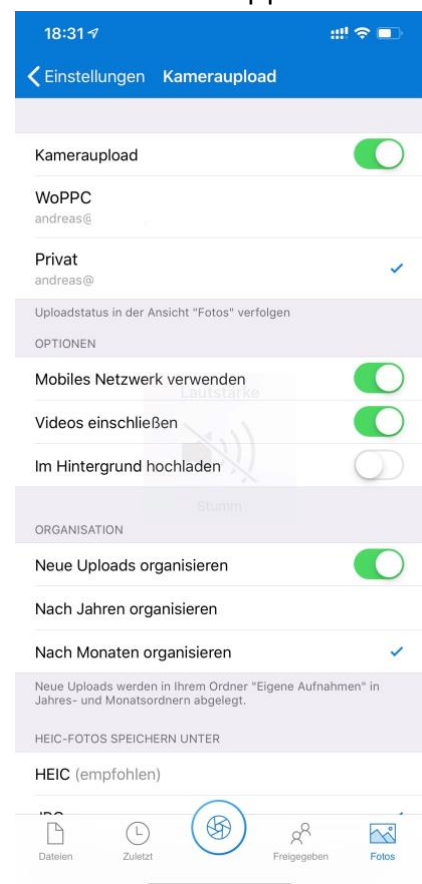 18:31
Einstellungen Kameraupload
Kameraupload
WoPPC
andreas@
Privat
andreas@
Uploadstatus in der Ansicht "Fotos" verfolgen
OPTIONEN
Mobiles Netzwerk verwenden
Lautstärke
Videos einschließen
Im Hintergrund hochladen
Stumm
ORGANISATION
Neue Uploads organisieren
Nach Jahren organisieren
Nach Monaten organisieren
Neue Uploads werden in Ihrem Ordner "Eigene Aufnahmen" in
Jahres- und Monatsordnern abgelegt.
HEIC-FOTOS SPEICHERN UNTER
HEIC (empfohlen)
Dateien Zuletzt Freigegeben Fotos